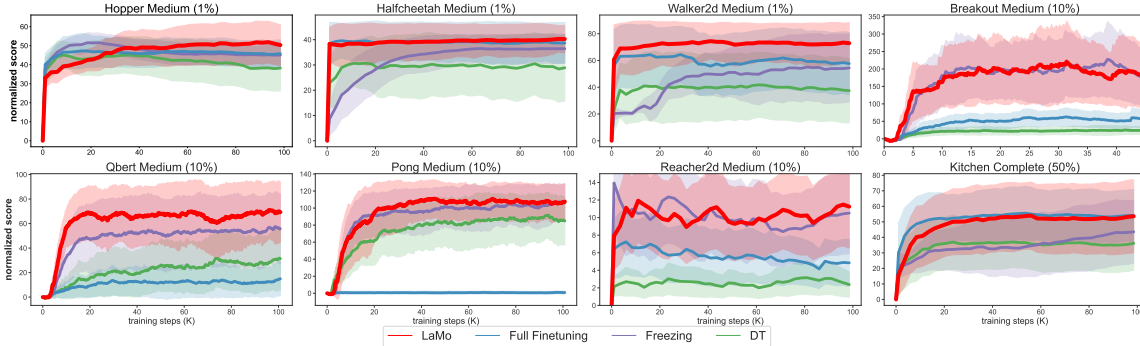 Hopper Medium (1%)
Halfcheetah Medium (1%)
Walker2d Medium (1%)
Breakout Medium (10%)
normalized score
60
50
40
30
20
10
0
0 20 40 60 80 100
40
30
20
10
0
0 20 40 60 80 100
80
70
60
50
40
30
20
10
0
0 20 40 60 80 100
350
300
250
200
150
100
50
0
0 5 10 15 20 25 30 35 40
Qbert Medium (10%)
Pong Medium (10%)
Reacher2d Medium (10%)
Kitchen Complete (50%)
normalized score
100
80
60
40
20
0
0 20 40 60 80 100
140
120
100
80
60
40
20
0
0 20 40 60 80 100
14
12
10
8
6
4
2
0
0 20 40 60 80 100
80
70
60
50
40
30
20
10
0
0 20 40 60 80 100
training steps (K)
training steps (K)
training steps (K)
training steps (K)
LaMo Full Finetuning Freezing DT